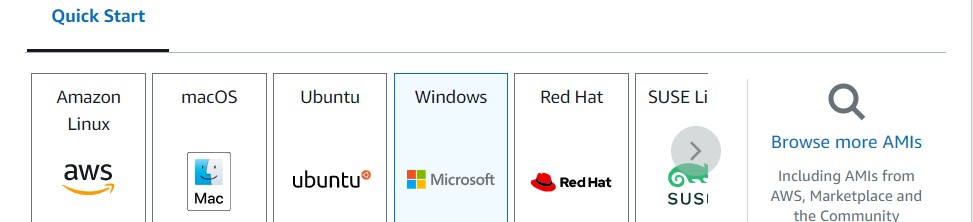 Quick Start
Amazon
Linux
macOS
Ubuntu
Windows
Red Hat
SUSE Li
aws
Mac
ubuntu
Microsoft
Red Hat
SUS
Browse more AMIs
Including AMIs from
AWS, Marketplace and
the Community